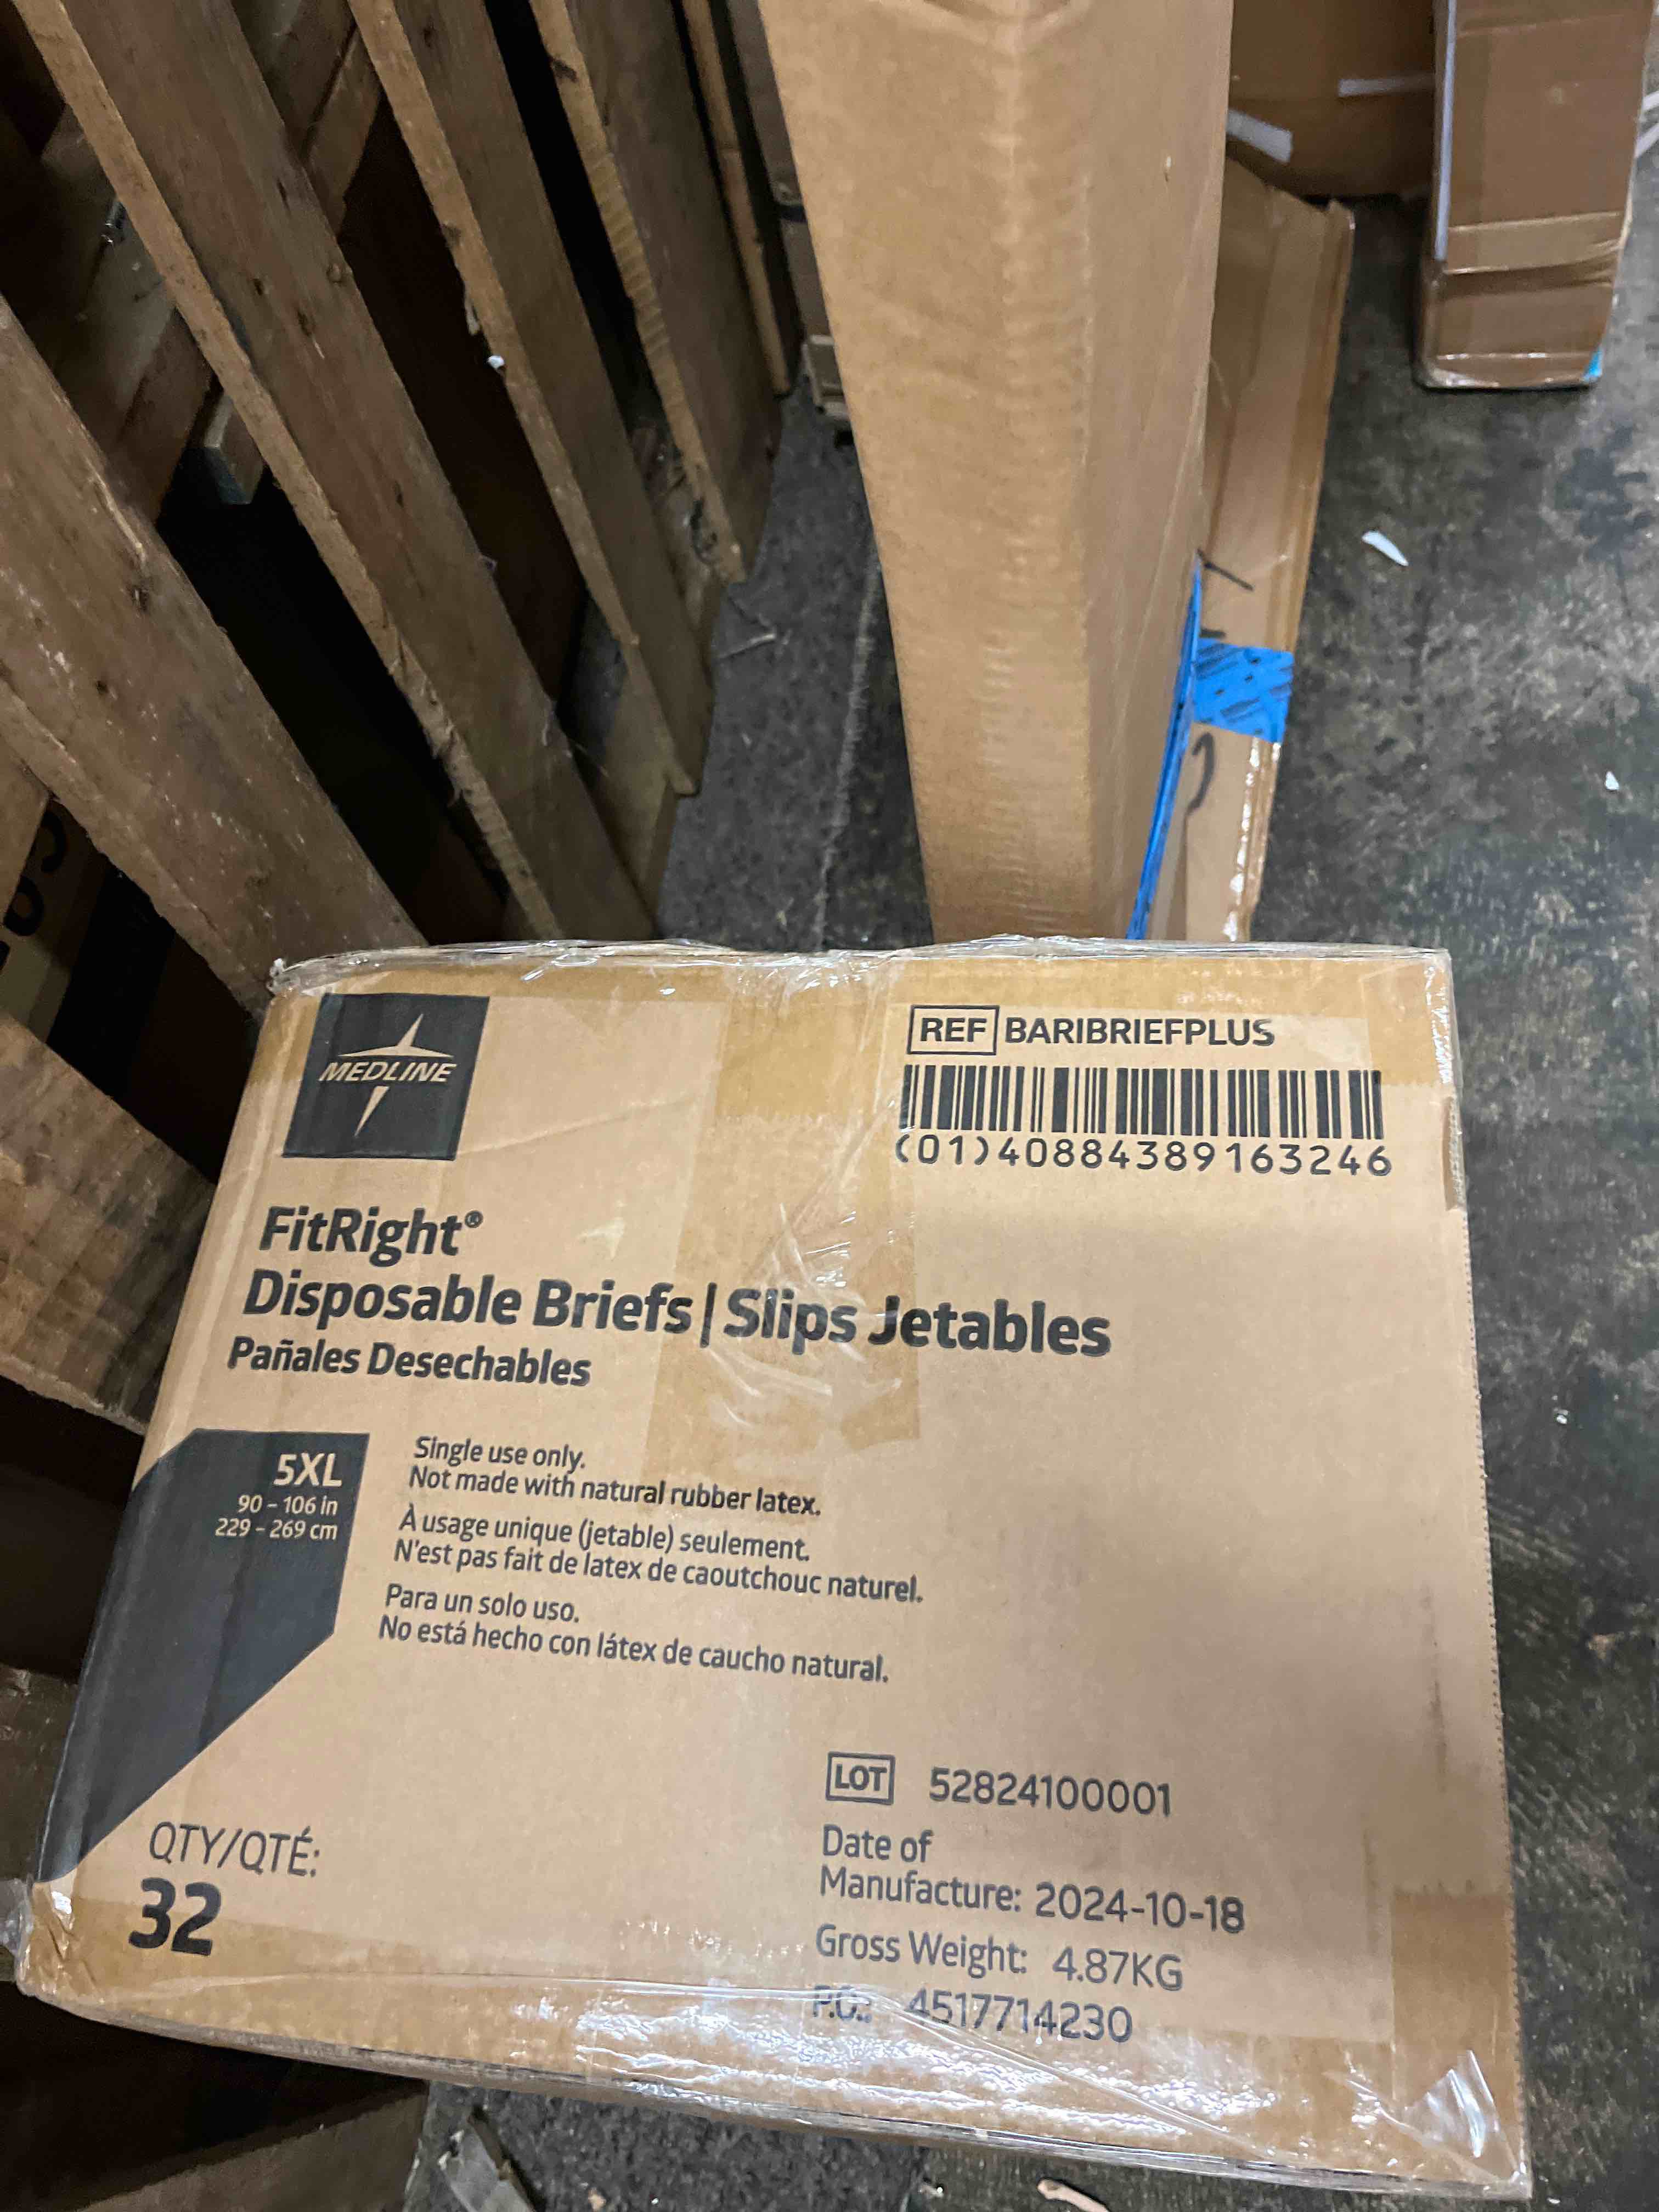 MEDLINE
REF BARIBRIEFPLUS
(01)40884389163246
FitRight®
Disposable Briefs | Slips Jetables
Pañales Desechables
5XL
90 – 106 in
229 – 269 cm
Single use only.
Not made with natural rubber latex.
À usage unique (jetable) seulement.
N'est pas fait de latex de caoutchouc naturel.
Para un solo uso.
No está hecho con látex de caucho natural.
QTY/QTÉ:
32
LOT 52824100001
Date of
Manufacture: 2024-10-18
Gross Weight: 4.87KG
P.O.: 4517714230